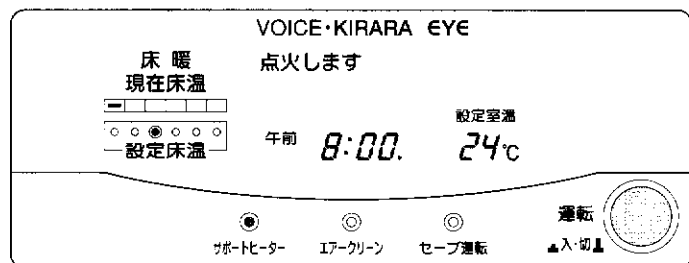 VOICE・KIRARA EYE
床 暖
現在床温
設定床温
点火します
午前 8:00.
設定室温
24℃
サポートヒーター
エアークリーン
セーブ運転
運転
入・切